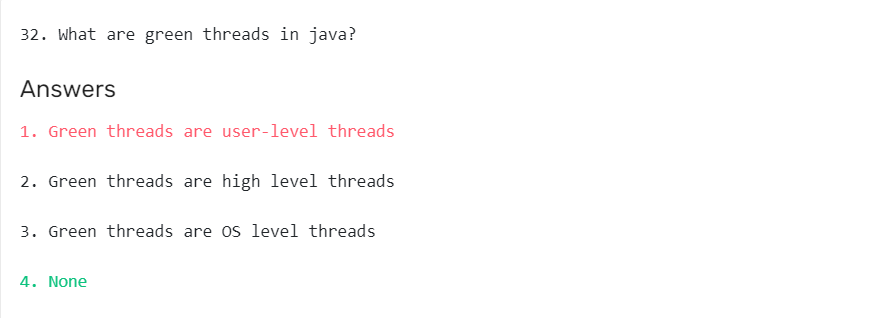 32. What are green threads in java?
Answers
1. Green threads are user-level threads
2. Green threads are high level threads
3. Green threads are OS level threads
4. None